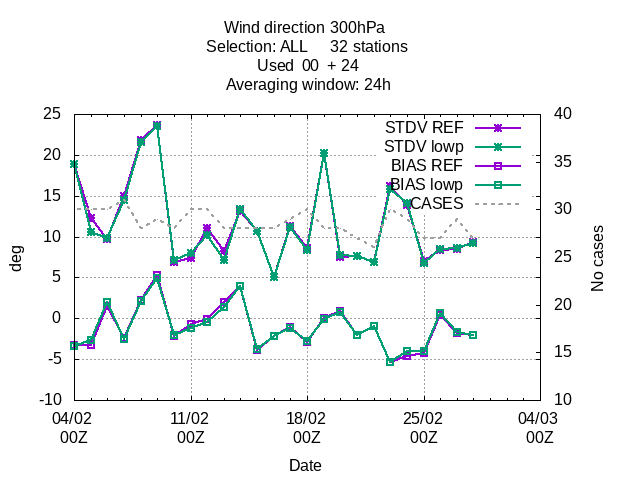 Wind direction 300hPa
Selection: ALL 32 stations
Used 00 + 24
Averaging window: 24h
25
20
15
10
5
0
-5
-10
deg
40
35
30
25
20
15
10
No cases
STDV REF
STDV lowp
BIAS REF
BIAS lowp
CASES
04/02 11/02 18/02 25/02 04/03
00Z 00Z 00Z 00Z 00Z
Date